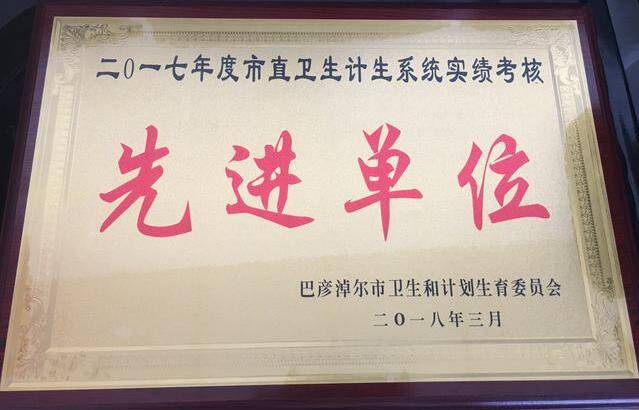 二〇一七年度市直卫生计生系统实绩考核
先进单位
巴彦淖尔市卫生和计划生育委员会
二〇一八年三月